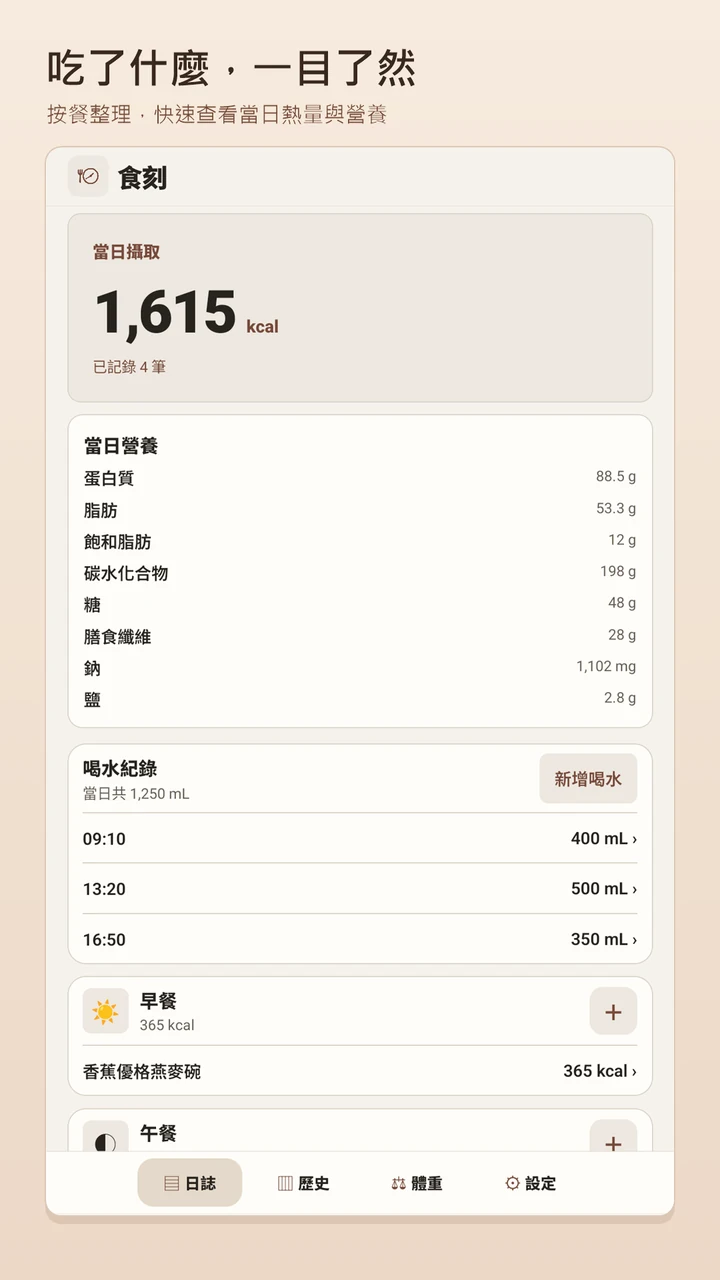 吃了什麼，一目了然
按餐整理，快速查看當日熱量與營養
食刻
當日攝取
1,615 kcal
已記錄 4 筆
當日營養
蛋白質 88.5 g
脂肪 53.3 g
飽和脂肪 12 g
碳水化合物 198 g
糖 48 g
膳食纖維 28 g
鈉 1,102 mg
鹽 2.8 g
喝水紀錄
當日共 1,250 mL
新增喝水
09:10 400 mL ›
13:20 500 mL ›
16:50 350 mL ›
早餐
365 kcal
+
香蕉優格燕麥碗 365 kcal ›
午餐
+
日誌 歷史 體重 設定